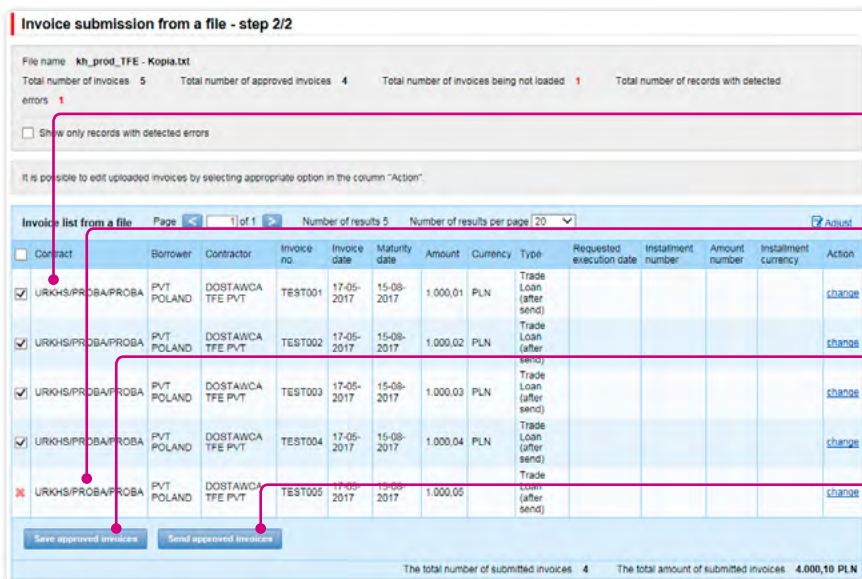 Invoice submission from a file - step 2/2
File name kh_prod_TFE - Kopia.txt
Total number of invoices 5 Total number of approved invoices 4 Total number of invoices being not loaded 1 Total number of records with detected
errors 1
Show only records with detected errors
It is possible to edit uploaded invoices by selecting appropriate option in the column "Action".
Invoice list from a file Page < 1 of 1 > Number of results 5 Number of results per page 20 Adjust
Contract Borrower Contractor Invoice no. Invoice date Maturity date Amount Currency Type Requested execution date Installment number Amount number Installment currency Action
URKHS/PROBA/PROBA PVT POLAND DOSTAWCA TFE PVT TEST001 17-05-2017 15-08-2017 1.000,01 PLN Trade Loan (after send) change
URKHS/PROBA/PROBA PVT POLAND DOSTAWCA TFE PVT TEST002 17-05-2017 15-08-2017 1.000,02 PLN Trade Loan (after send) change
URKHS/PROBA/PROBA PVT POLAND DOSTAWCA TFE PVT TEST003 17-05-2017 15-08-2017 1.000,03 PLN Trade Loan (after send) change
URKHS/PROBA/PROBA PVT POLAND DOSTAWCA TFE PVT TEST004 17-05-2017 15-08-2017 1.000,04 PLN Trade Loan (after send) change
URKHS/PROBA/PROBA PVT POLAND DOSTAWCA TFE PVT TEST005 17-05-2017 15-08-2017 1.000,05 Trade Loan (after send) change
Save approved invoices Send approved invoices
The total number of submitted invoices 4 The total amount of submitted invoices 4.000,10 PLN